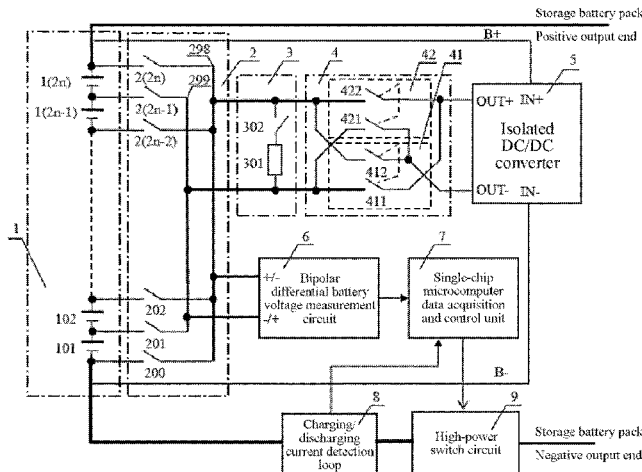 Storage battery pack
Positive output end
B+
298
2
3
4
42
41
5
299
2(2n)
1(2n)
2(2n-1)
1(2n-1)
2(2n-2)
302
301
422
421
412
411
OUT+ IN+
Isolated
DC/DC
converter
OUT- IN-
1
6
7
+/-
-/+
Bipolar
differential battery
voltage measurement
circuit
Single-chip
microcomputer
data acquisition
and control unit
202
102
201
101
200
B-
8
9
Charging/
discharging
current detection
loop
High-power
switch circuit
Storage battery pack
Negative output end